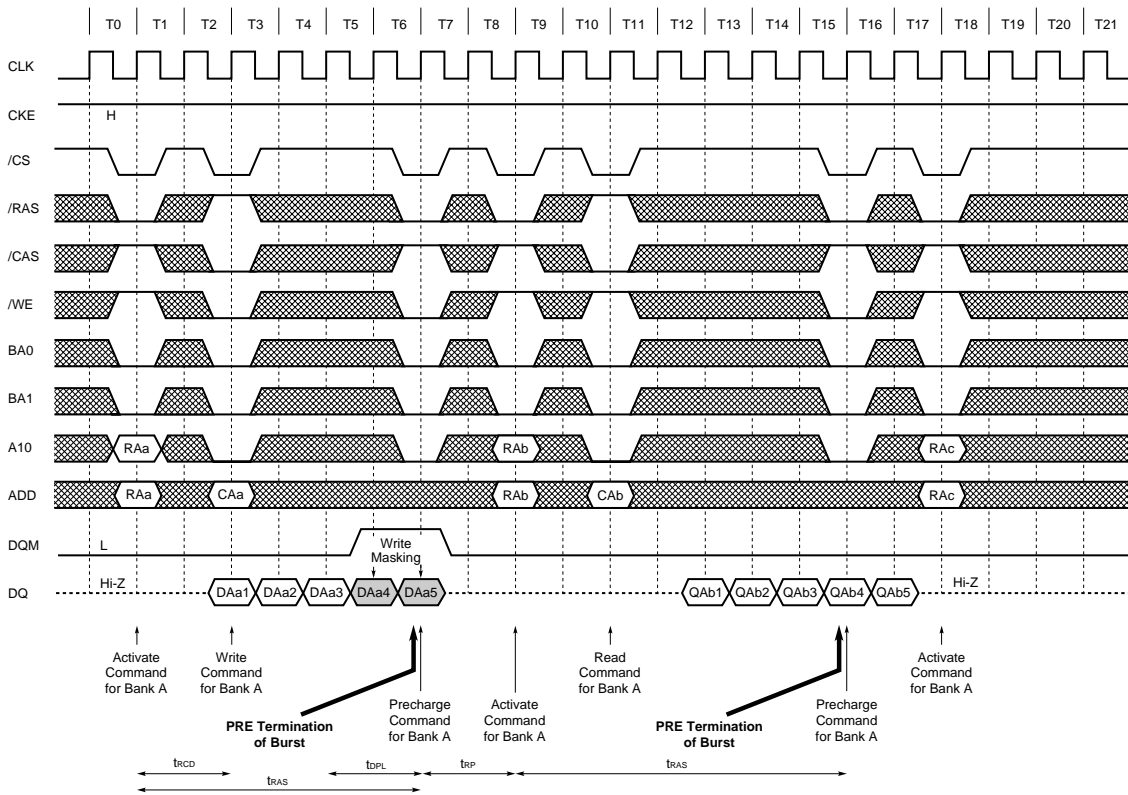 T0 T1 T2 T3 T4 T5 T6 T7 T8 T9 T10 T11 T12 T13 T14 T15 T16 T17 T18 T19 T20 T21
CLK
CKE H
/CS
/RAS
/CAS
/WE
BA0
BA1
A10 RAa RAb RAc
ADD RAa CAa RAb CAb RAc
DQM L Write
Masking
DQ Hi-Z DAa1 DAa2 DAa3 DAa4 DAa5 QAb1 QAb2 QAb3 QAb4 QAb5 Hi-Z
Activate
Command
for Bank A
Write
Command
for Bank A
PRE Termination
of Burst
Precharge
Command
for Bank A
Activate
Command
for Bank A
Read
Command
for Bank A
PRE Termination
of Burst
Precharge
Command
for Bank A
Activate
Command
for Bank A
tRCD tDPL tRP tRAS
tRAS